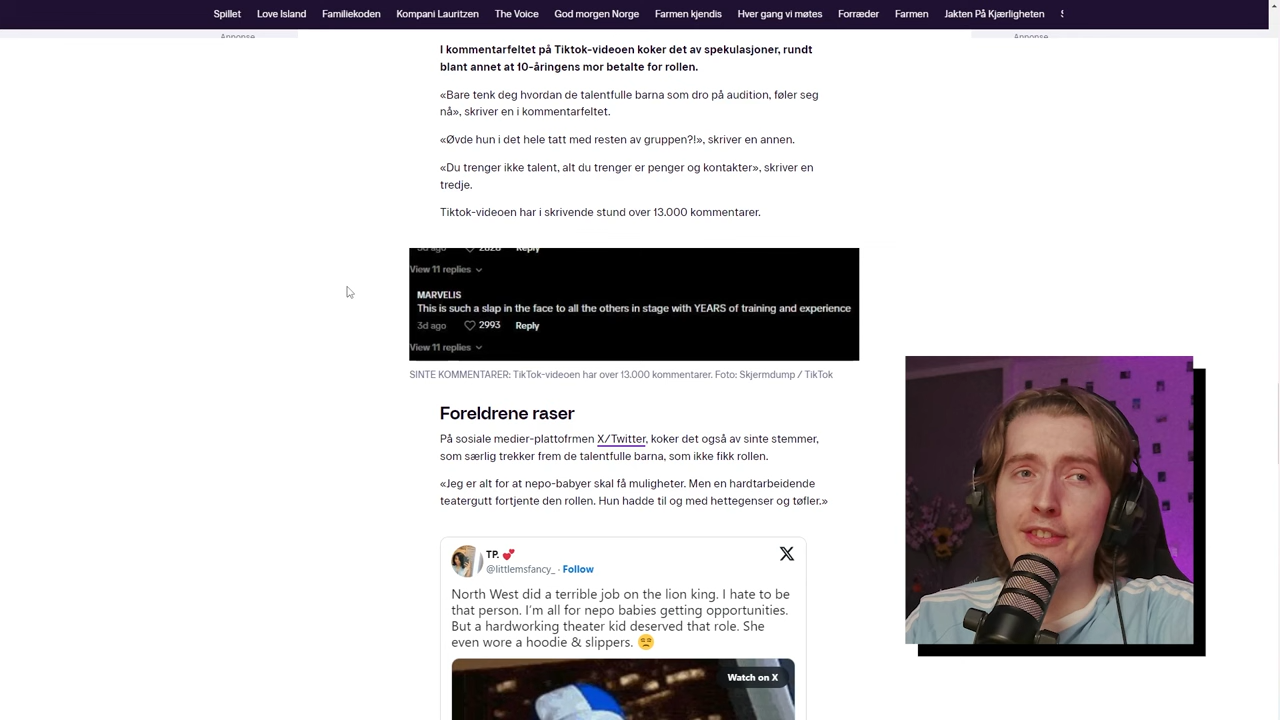 Spillet Love Island Familiekoden Kompani Lauritzen The Voice God morgen Norge Farmen kjendis Hver gang vi møtes Forræder Farmen Jakten På Kjærligheten
Annonse Annonse
I kommentarfeltet på Tiktok-videoen koker det av spekulasjoner, rundt
blant annet at 10-åringens mor betalte for rollen.
«Bare tenk deg hvordan de talentfulle barna som dro på audition, føler seg
nå», skriver en i kommentarfeltet.
«Øvde hun i det hele tatt med resten av gruppen?!», skriver en annen.
«Du trenger ikke talent, alt du trenger er penger og kontakter», skriver en
tredje.
Tiktok-videoen har i skrivende stund over 13.000 kommentarer.
3d ago 2828 Reply
View 11 replies
MARVELIS
This is such a slap in the face to all the others in stage with YEARS of training and experience
3d ago 2993 Reply
View 11 replies
SINTE KOMMENTARER: TikTok-videoen har over 13.000 kommentarer. Foto: Skjermdump / TikTok
Foreldrene raser
På sosiale medier-plattofrmen X/Twitter, koker det også av sinte stemmer,
som særlig trekker frem de talentfulle barna, som ikke fikk rollen.
«Jeg er alt for at nepo-babyer skal få muligheter. Men en hardtarbeidende
teatergutt fortjente den rollen. Hun hadde til og med hettegenser og tøfler.»
TP. 💕
@littlemsfancy_ · Follow
North West did a terrible job on the lion king. I hate to be
that person. I'm all for nepo babies getting opportunities.
But a hardworking theater kid deserved that role. She
even wore a hoodie & slippers. 😒
Watch on X